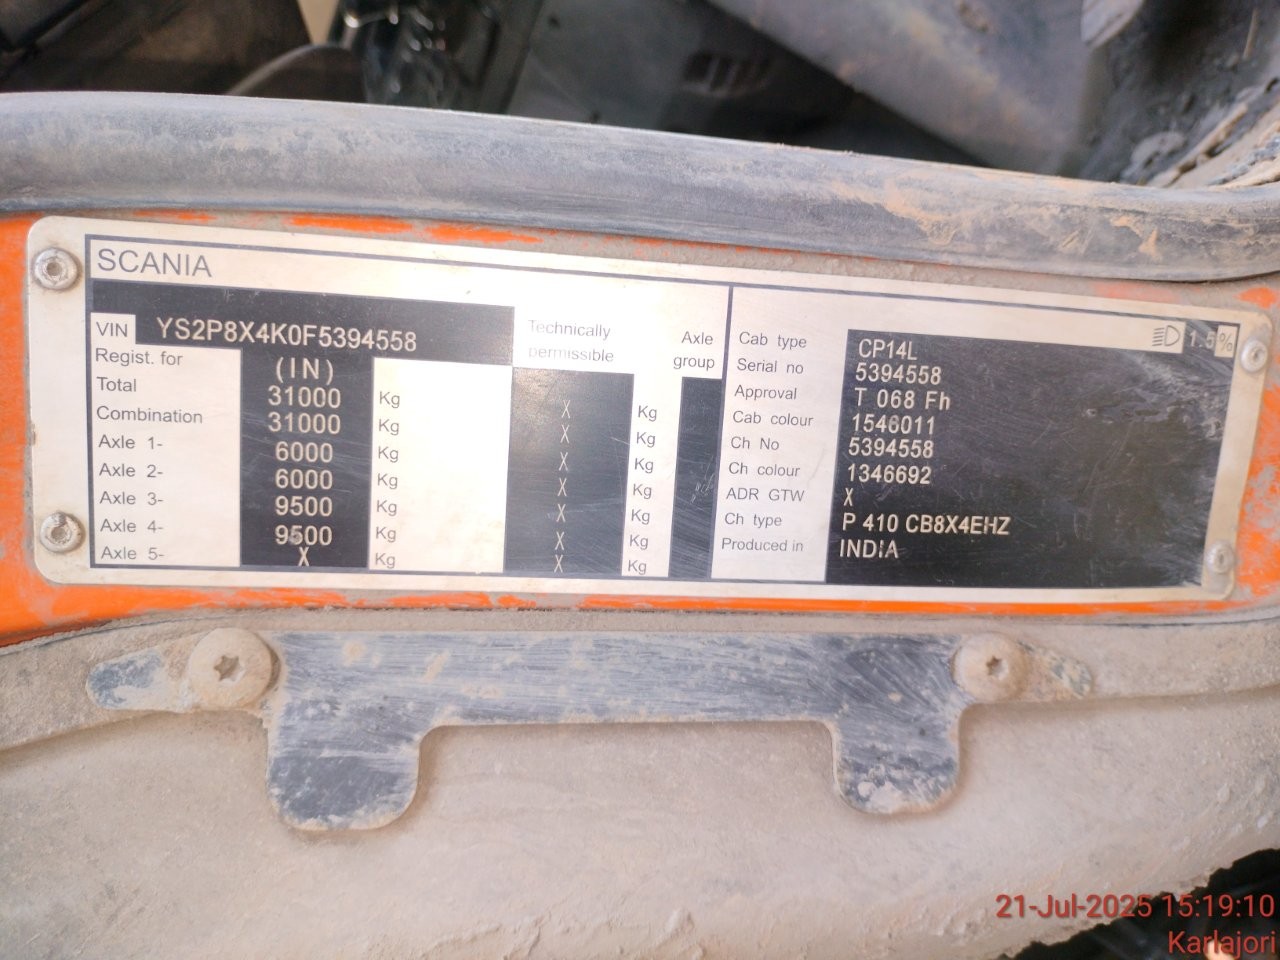 SCANIA
VIN YS2P8X4K0F5394558
Regist. for (IN)
Total 31000 Kg
Combination 31000 Kg
Axle 1- 6000 Kg
Axle 2- 6000 Kg
Axle 3- 9500 Kg
Axle 4- 9500 Kg
Axle 5- X Kg
Technically
permissible
X Kg
X Kg
X Kg
X Kg
X Kg
X Kg
X Kg
Axle
group
1.5%
Cab type CP14L
Serial no 5394558
Approval T 068 Fh
Cab colour 1546011
Ch No 5394558
Ch colour 1346692
ADR GTW X
Ch type P 410 CB8X4EHZ
Produced in INDIA
21-Jul-2025 15:19:10
Karlajori